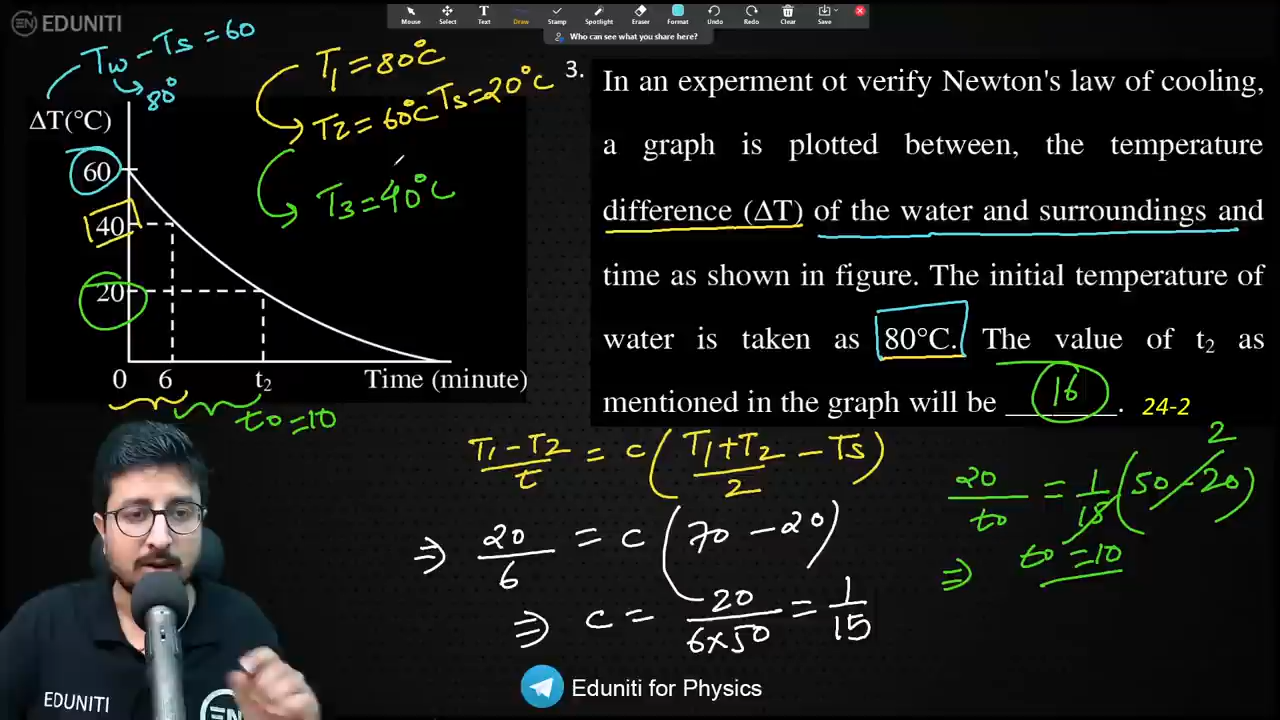 EDUNITI
Mouse Select Text Draw Stamp Spotlight Eraser Format Undo Redo Clear Save
Who can see what you share here?
Tw - Ts = 60
80°
ΔT(°C)
60
40
20
0 6 t₂ Time (minute)
t₀ = 10
T₁ = 80°C
T₂ = 60°C Ts = 20°C
T₃ = 40°C
3. In an experment ot verify Newton's law of cooling,
a graph is plotted between, the temperature
difference (ΔT) of the water and surroundings and
time as shown in figure. The initial temperature of
water is taken as 80°C. The value of t₂ as
mentioned in the graph will be ___16___. 24-2
(T₁ - T₂)/t = c((T₁ + T₂)/2 - Ts)
⇒ 20/6 = c(70 - 20)
⇒ c = 20/(6×50) = 1/15
20/t₀ = 1/15 (50 - 20) 2
⇒ t₀ = 10
EDUNITI
EN
Eduniti for Physics